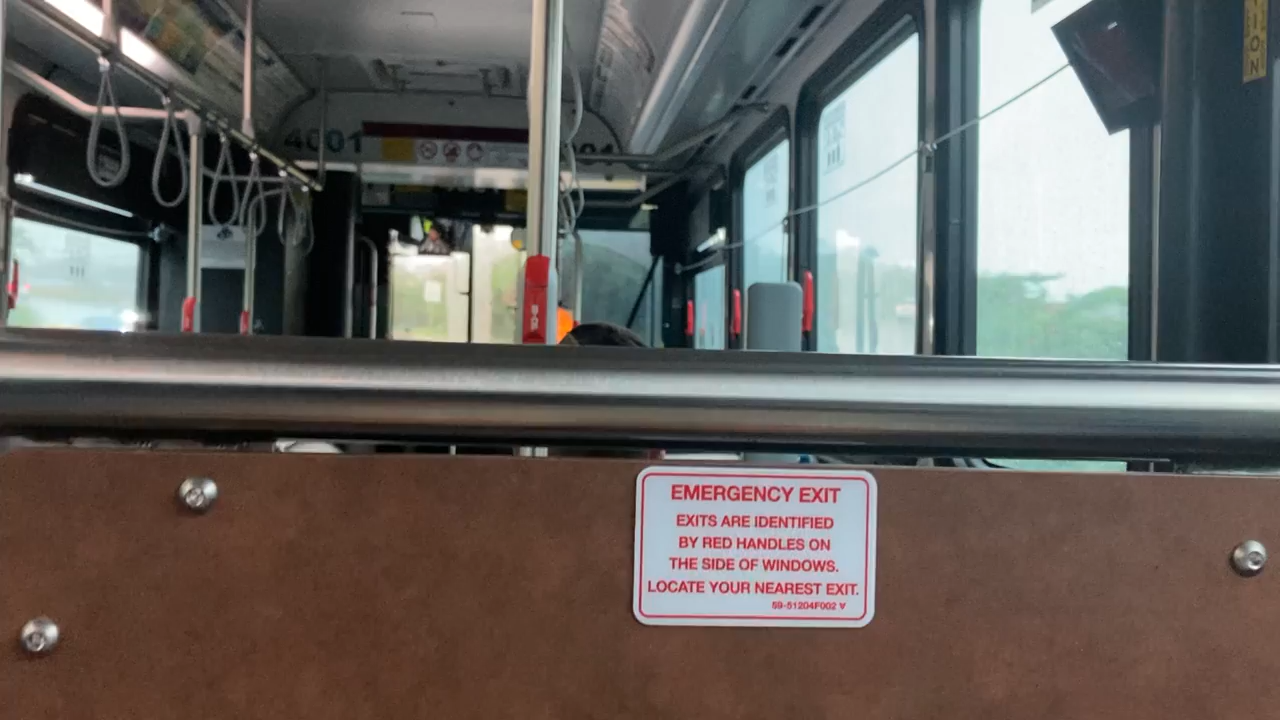 4001
EMERGENCY EXIT
EXITS ARE IDENTIFIED
BY RED HANDLES ON
THE SIDE OF WINDOWS.
LOCATE YOUR NEAREST EXIT.
59-51204F002 V